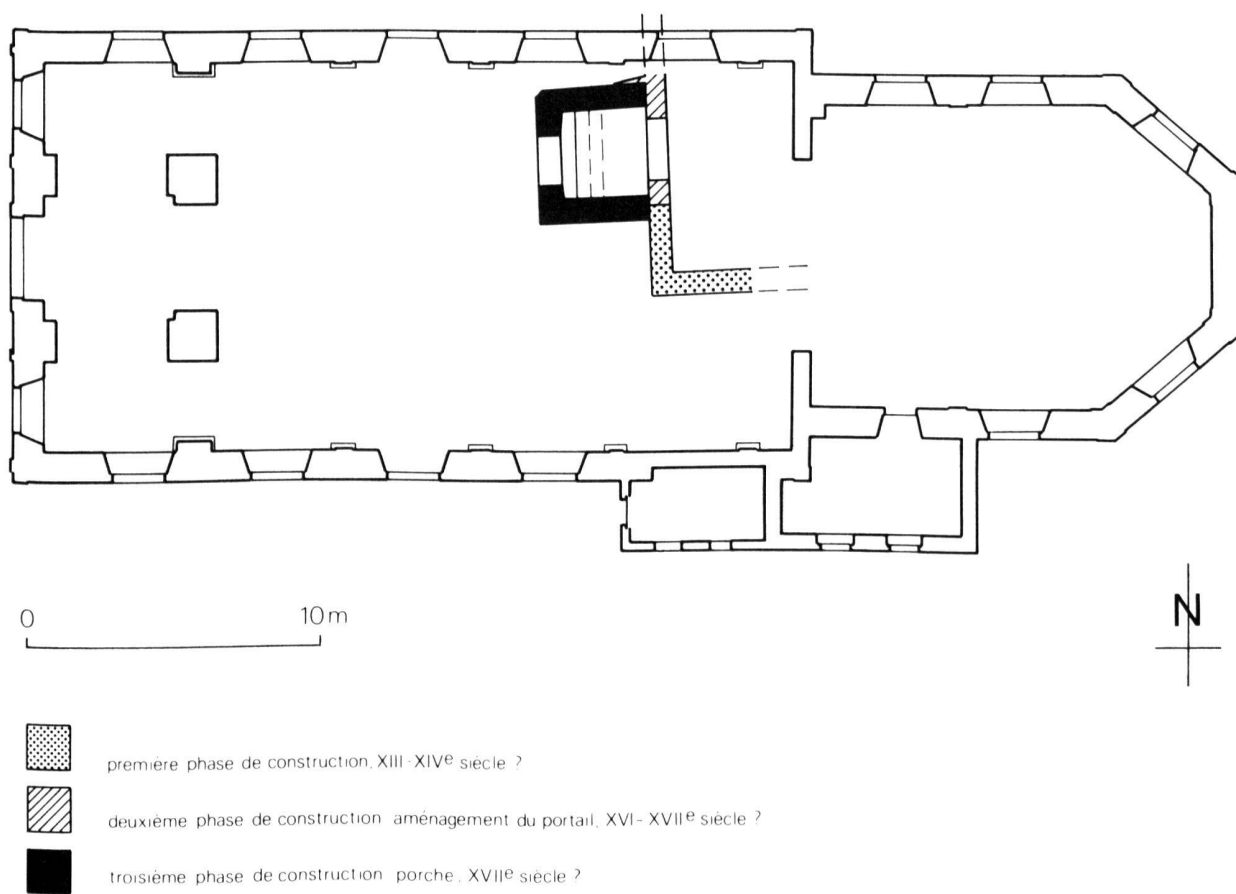 0 10 m
N
première phase de construction, XIII-XIVe siècle ?
deuxième phase de construction aménagement du portail, XVI-XVIIe siècle ?
troisième phase de construction porche. XVIIe siècle ?